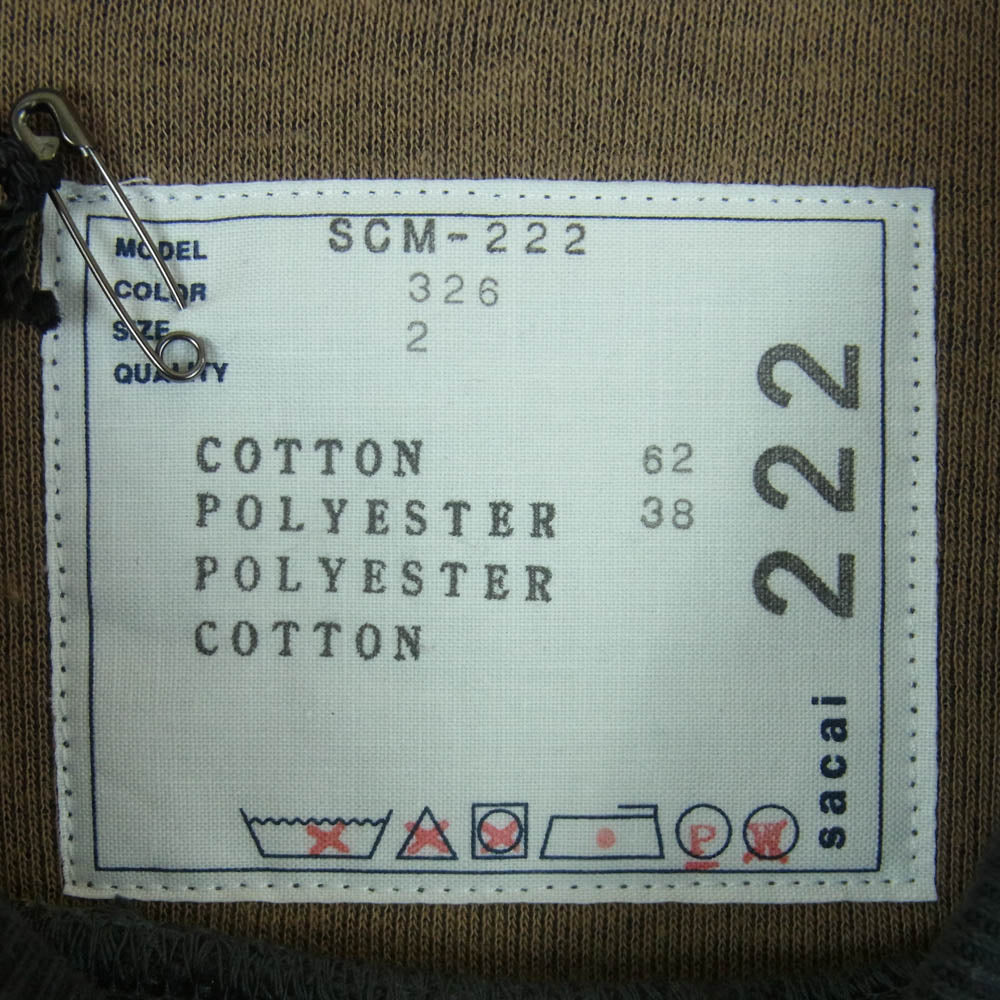 MODEL SCM-222
COLOR 326
SIZE 2
QUALITY
COTTON 62
POLYESTER 38
POLYESTER
COTTON
P W
sacai 222